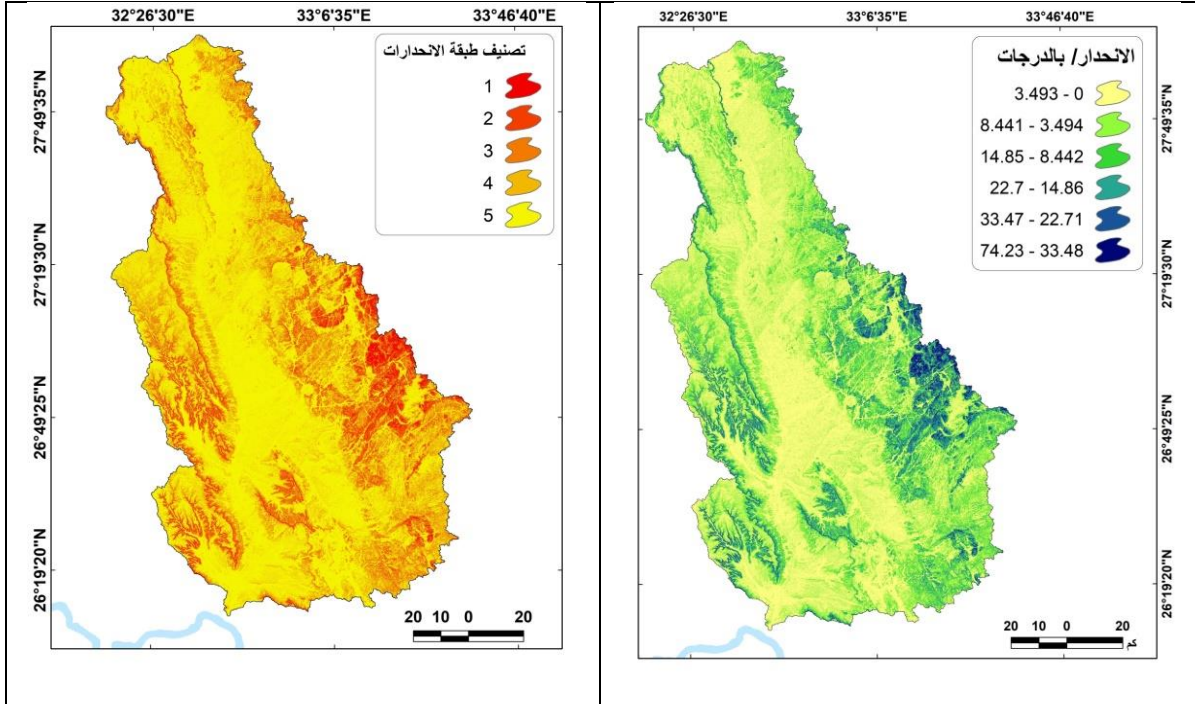 32°26'30"E 33°6'35"E 33°46'40"E
تصنيف طبقة الانحدارات
1
2
3
4
5
27°49'35"N
27°19'30"N
26°49'25"N
26°19'20"N
20 10 0 20
32°26'30"E 33°6'35"E 33°46'40"E
الانحدار/ بالدرجات
3.493 - 0
8.441 - 3.494
14.85 - 8.442
22.7 - 14.86
33.47 - 22.71
74.23 - 33.48
27°49'35"N
27°19'30"N
26°49'25"N
26°19'20"N
20 10 0 20
كم